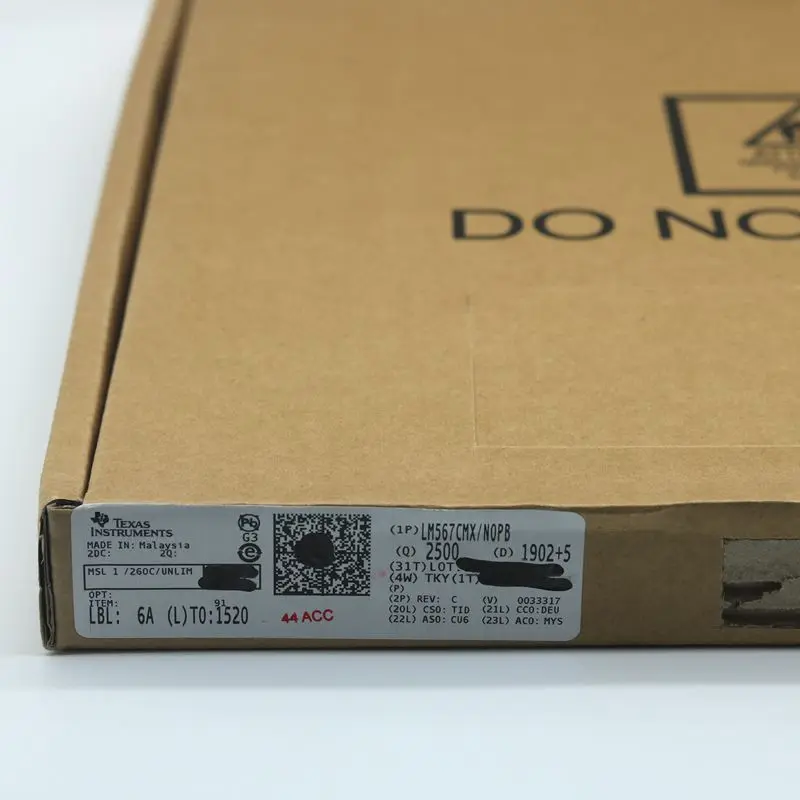 DO NO
TEXAS
INSTRUMENTS
MADE IN: Malaysia
2DC: 2Q:
MSL 1 /260C/UNLIM
OPT:
ITEM: 91
LBL: 6A (L)TO:1520
Pb
G3
e
44 ACC
(1P)LM567CMX/NOPB
(Q) 2500 (D) 1902+5
(31T)LOT
(4W) TKY(1T)
(P)
(2P) REV: C (V) 0033317
(20L) CSO: TID (21L) CCO:DEU
(22L) ASO: CU6 (23L) ACO: MYS